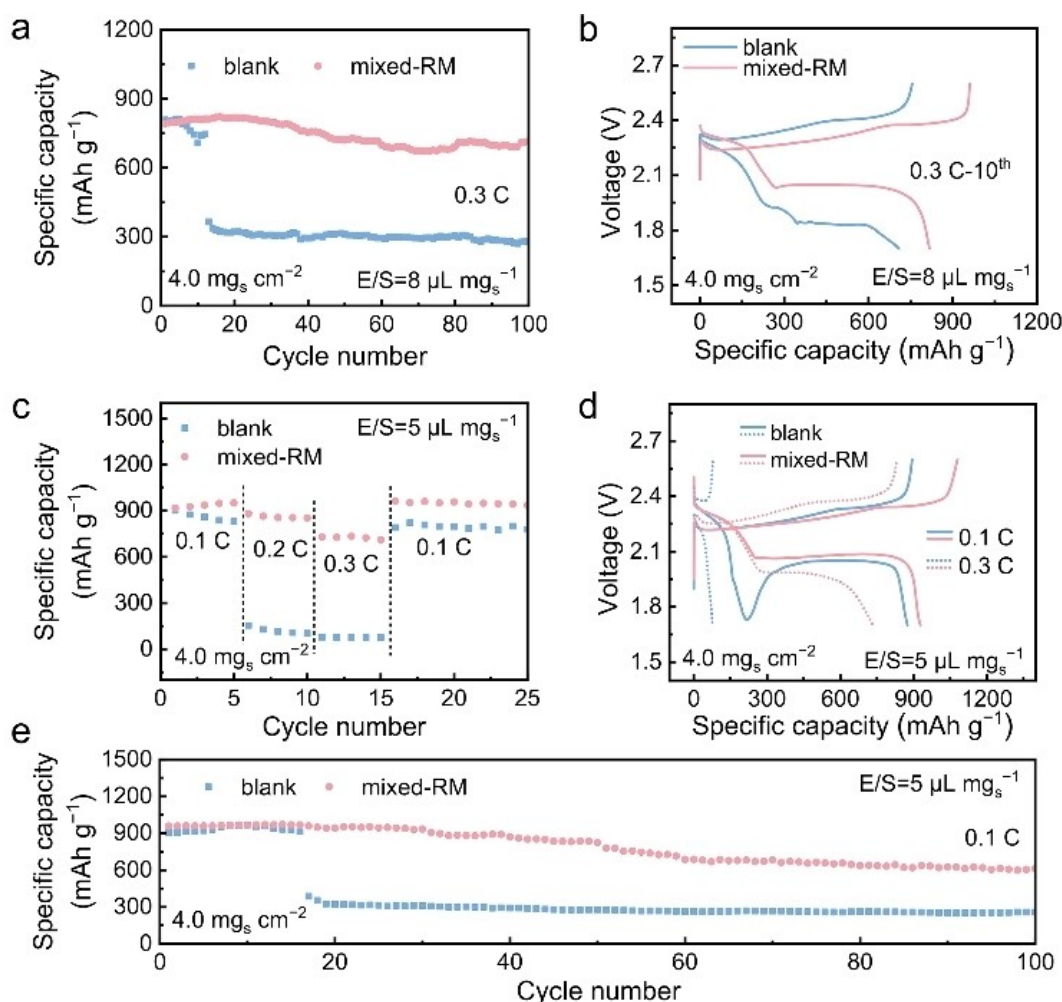 a
1200
900
600
300
0
Specific capacity
(mAh g⁻¹)
blank
mixed-RM
0.3 C
4.0 mgₛ cm⁻²
E/S=8 μL mgₛ⁻¹
0 20 40 60 80 100
Cycle number
b
2.7
2.4
2.1
1.8
1.5
Voltage (V)
blank
mixed-RM
0.3 C-10ᵗʰ
4.0 mgₛ cm⁻²
E/S=8 μL mgₛ⁻¹
0 300 600 900 1200
Specific capacity (mAh g⁻¹)
c
1500
1200
900
600
300
0
Specific capacity
(mAh g⁻¹)
blank
mixed-RM
E/S=5 μL mgₛ⁻¹
0.1 C
0.2 C
0.3 C
0.1 C
4.0 mgₛ cm⁻²
0 5 10 15 20 25
Cycle number
d
2.7
2.4
2.1
1.8
1.5
Voltage (V)
blank
mixed-RM
0.1 C
0.3 C
4.0 mgₛ cm⁻²
E/S=5 μL mgₛ⁻¹
0 300 600 900 1200
Specific capacity (mAh g⁻¹)
e
1500
1200
900
600
300
0
Specific capacity
(mAh g⁻¹)
blank
mixed-RM
E/S=5 μL mgₛ⁻¹
0.1 C
4.0 mgₛ cm⁻²
0 20 40 60 80 100
Cycle number